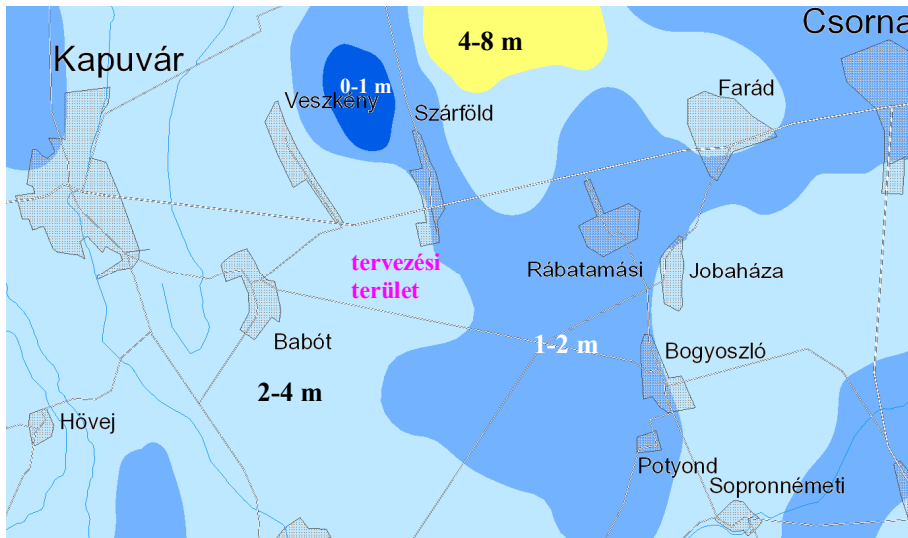 Csorna
4-8 m
Kapuvár
0-1 m
Farád
Veszkény
Szárföld
tervezési
terület
Rábatamási
Jobaháza
Babót
1-2 m
Bogyoszló
2-4 m
Hövej
Potyond
Sopronnémeti